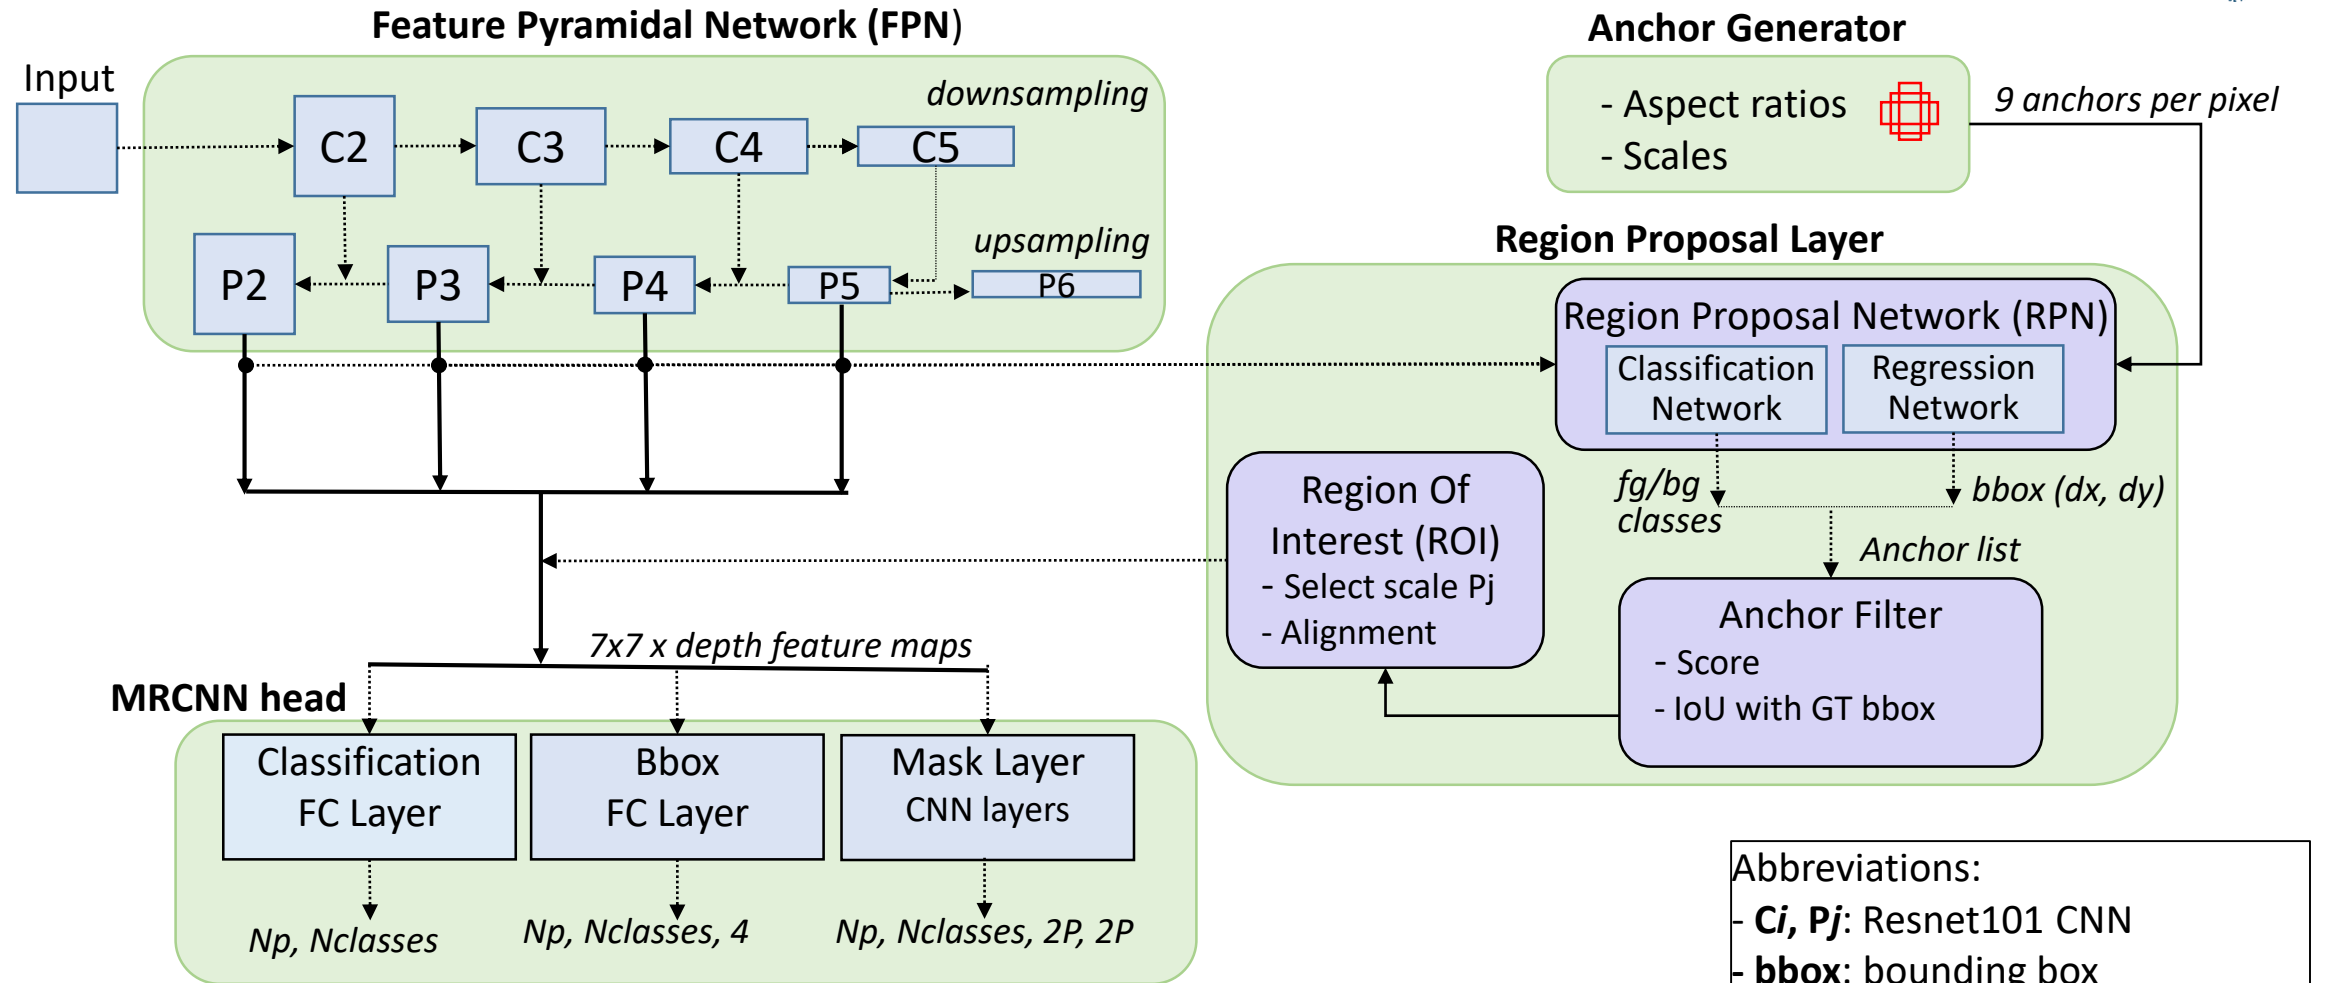 Feature Pyramidal Network (FPN)
Input
downsampling
C2
C3
C4
C5
upsampling
P2
P3
P4
P5
P6
Anchor Generator
- Aspect ratios
- Scales
9 anchors per pixel
Region Proposal Layer
Region Proposal Network (RPN)
Classification
Network
Regression
Network
fg/bg
classes
bbox (dx, dy)
Anchor list
Region Of
Interest (ROI)
- Select scale Pj
- Alignment
Anchor Filter
- Score
- IoU with GT bbox
7x7 x depth feature maps
MRCNN head
Classification
FC Layer
Bbox
FC Layer
Mask Layer
CNN layers
Np, Nclasses
Np, Nclasses, 4
Np, Nclasses, 2P, 2P
Abbreviations:
- Ci, Pj: Resnet101 CNN
- bbox: bounding box